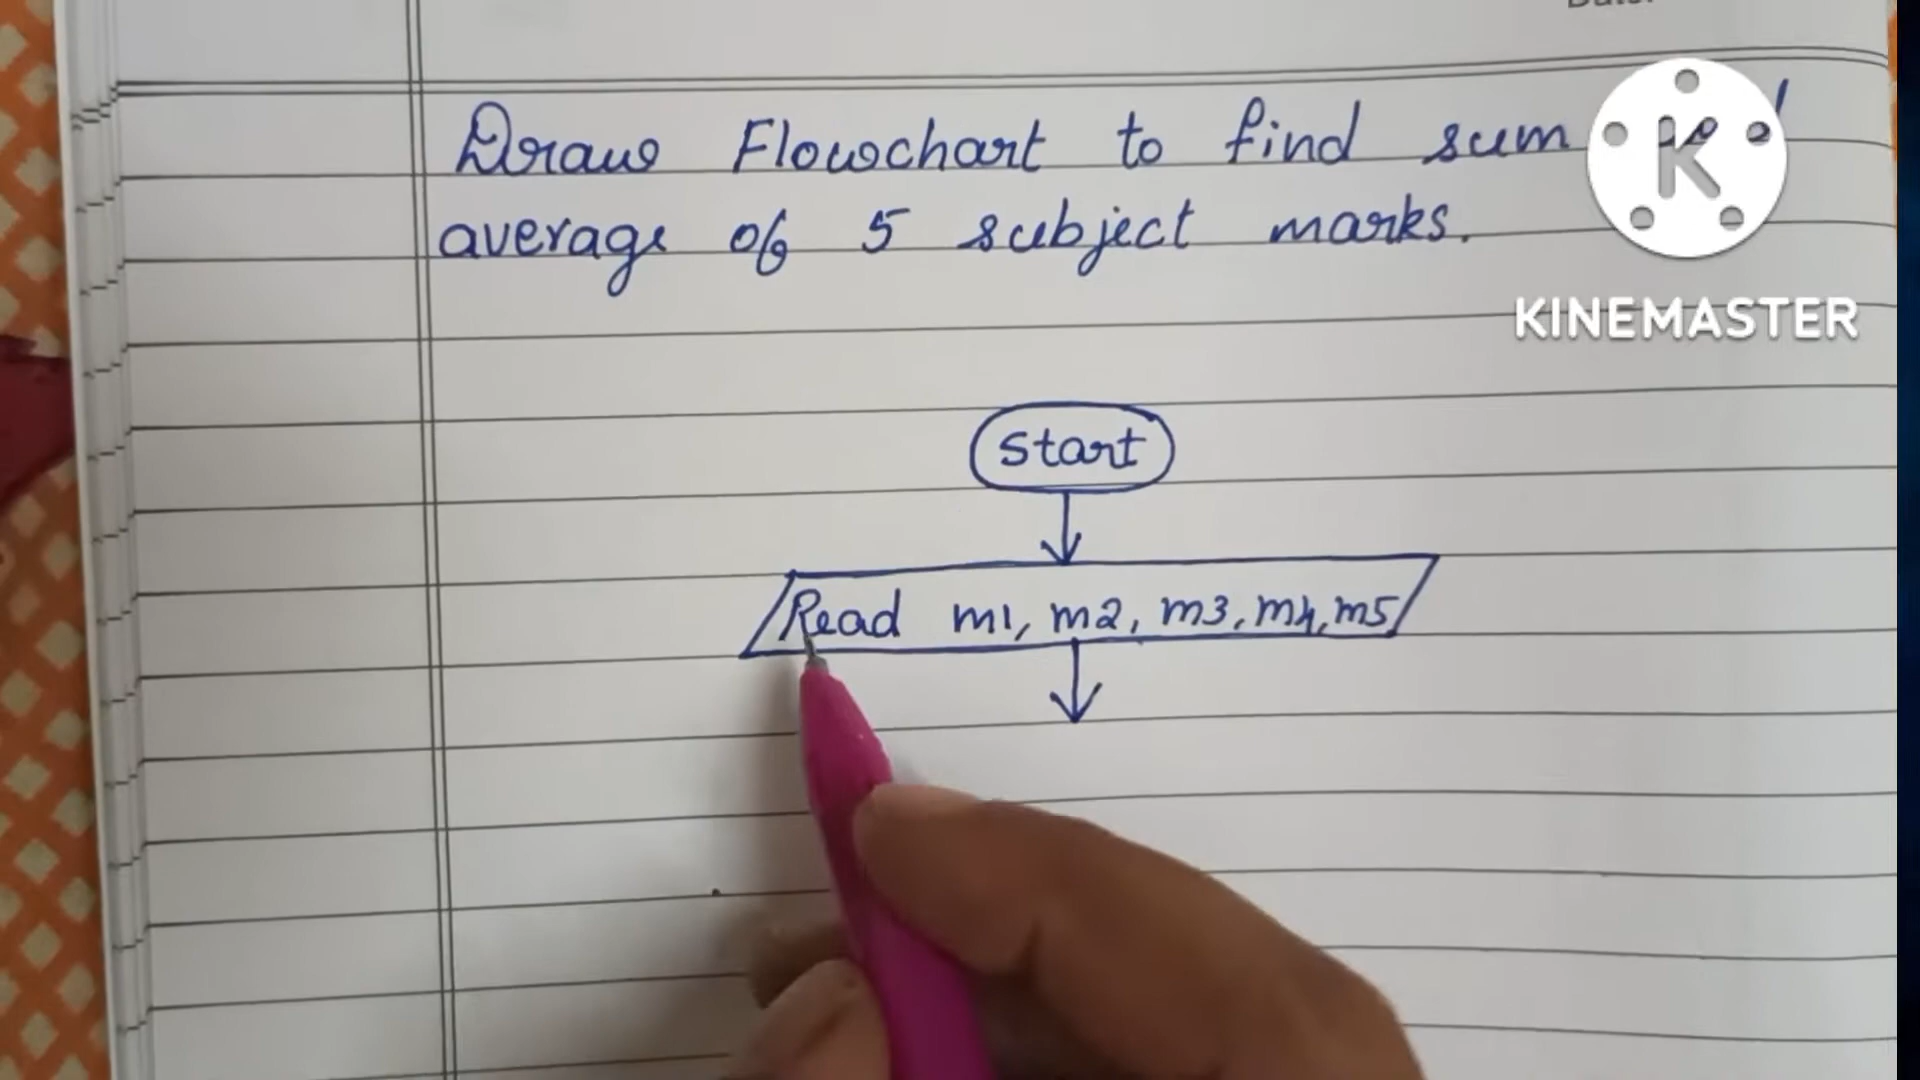 Draw Flowchart to find sum
average of 5 subject marks.
KINEMASTER
Start
Read m1, m2, m3, m4, m5